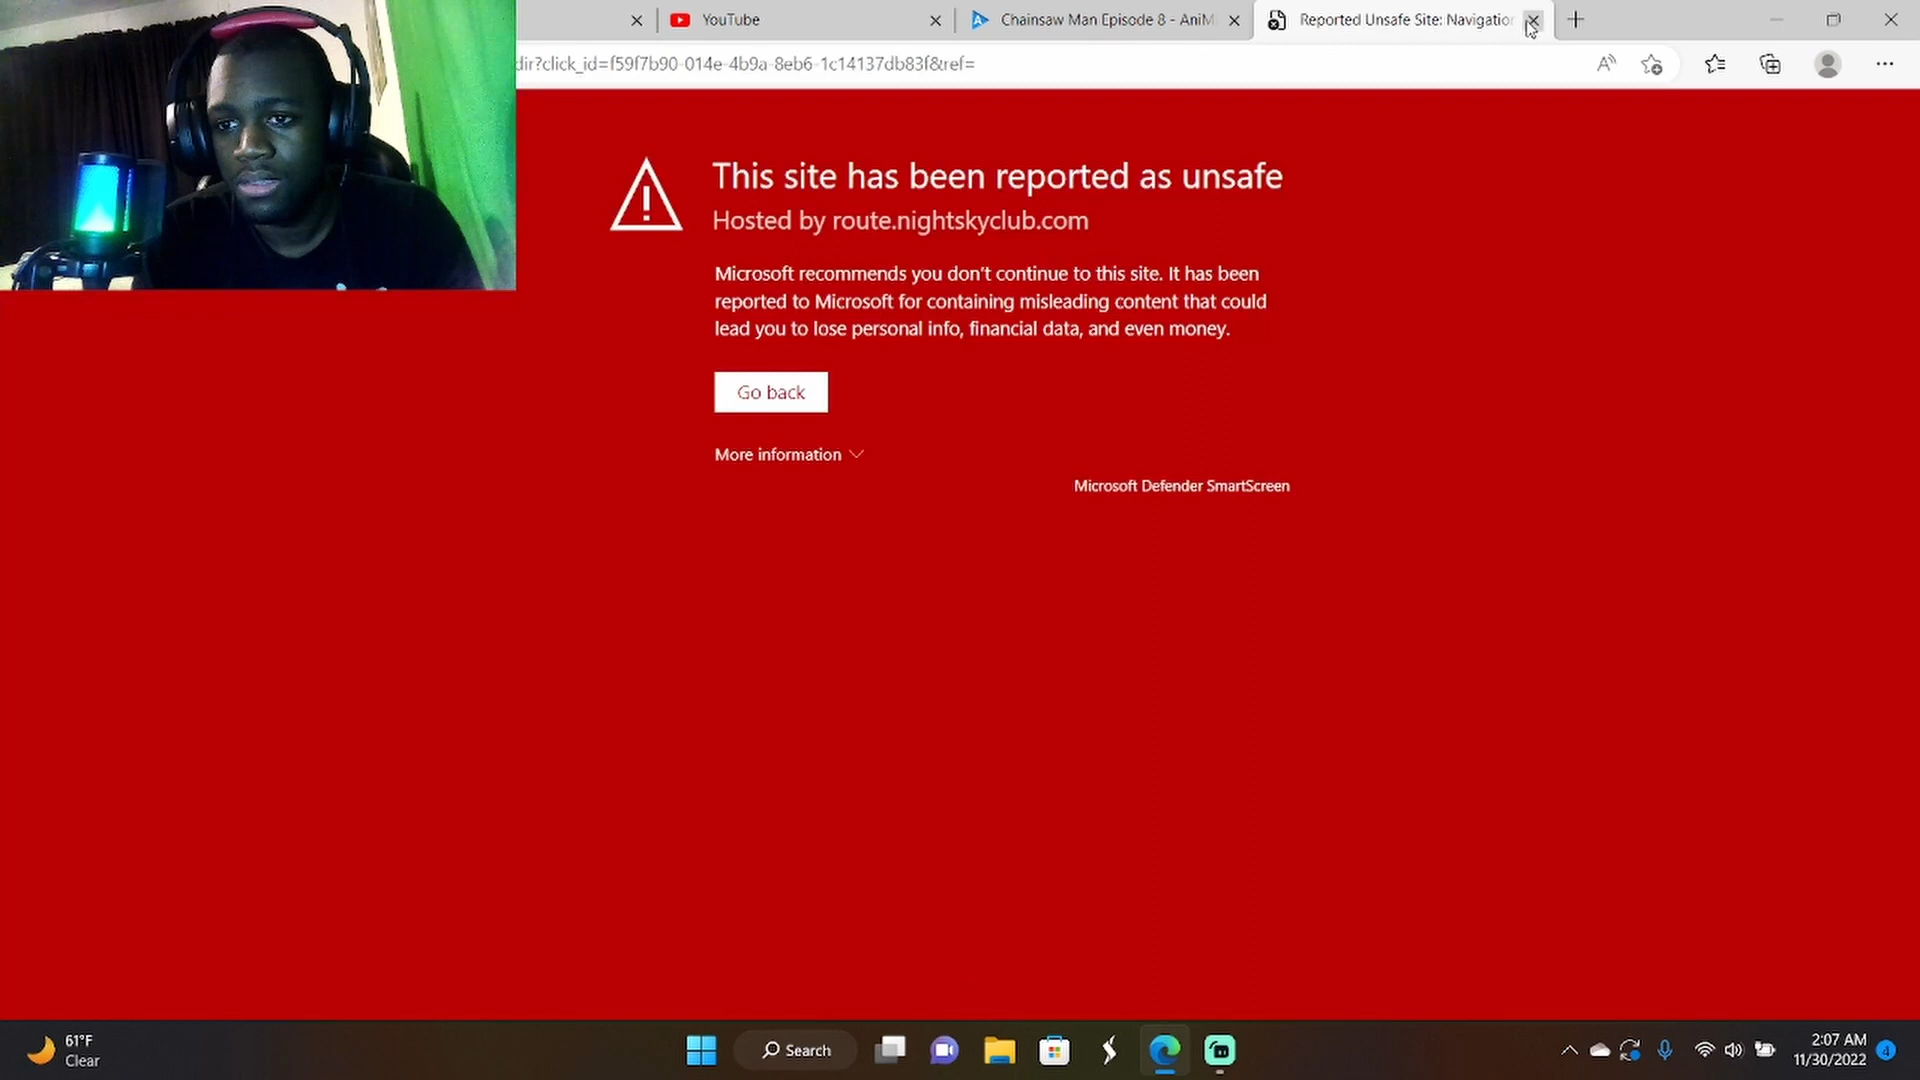 YouTube
Chainsaw Man Episode 8 - AniM
Reported Unsafe Site: Navigation
dir?click_id=f59f7b90-014e-4b9a-8eb6-1c14137db83f&ref=
This site has been reported as unsafe
Hosted by route.nightskyclub.com
Microsoft recommends you don't continue to this site. It has been
reported to Microsoft for containing misleading content that could
lead you to lose personal info, financial data, and even money.
Go back
More information
Microsoft Defender SmartScreen
61°F
Clear
Search
2:07 AM
11/30/2022
4